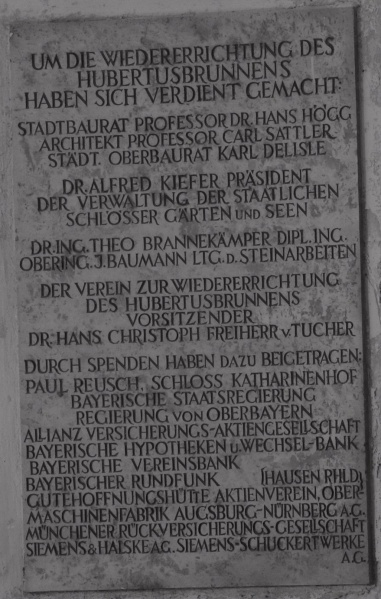 UM DIE WIEDERERRICHTUNG DES
HUBERTUSBRUNNENS
HABEN SICH VERDIENT GEMACHT:
STADTBAURAT PROFESSOR DR. HANS HÖGG
ARCHITEKT PROFESSOR CARL SATTLER
STÄDT. OBERBAURAT KARL DELISLE
DR. ALFRED KIEFER PRÄSIDENT
DER VERWALTUNG DER STAATLICHEN
SCHLÖSSER GÄRTEN UND SEEN
DR. ING. THEO BRANNEKÄMPER DIPL. ING.
OBERING. J. BAUMANN LTG. D. STEINARBEITEN
DER VEREIN ZUR WIEDERERRICHTUNG
DES HUBERTUSBRUNNENS
VORSITZENDER
DR. HANS CHRISTOPH FREIHERR v. TUCHER
DURCH SPENDEN HABEN DAZU BEIGETRAGEN:
PAUL REUSCH, SCHLOSS KATHARINENHOF
BAYERISCHE STAATSREGIERUNG
REGIERUNG VON OBERBAYERN
ALLIANZ VERSICHERUNGS-AKTIENGESELLSCHAFT
BAYERISCHE HYPOTHEKEN U. WECHSEL-BANK
BAYERISCHE VEREINSBANK
BAYERISCHER RUNDFUNK [HAUSEN RHLD.
GUTEHOFFNUNGSHÜTTE AKTIENVEREIN, OBER-
MASCHINENFABRIK AUGSBURG-NÜRNBERG A.G.
MÜNCHENER RÜCKVERSICHERUNGS-GESELLSCHAFT
SIEMENS & HALSKE AG. SIEMENS-SCHUCKERTWERKE
A.G.